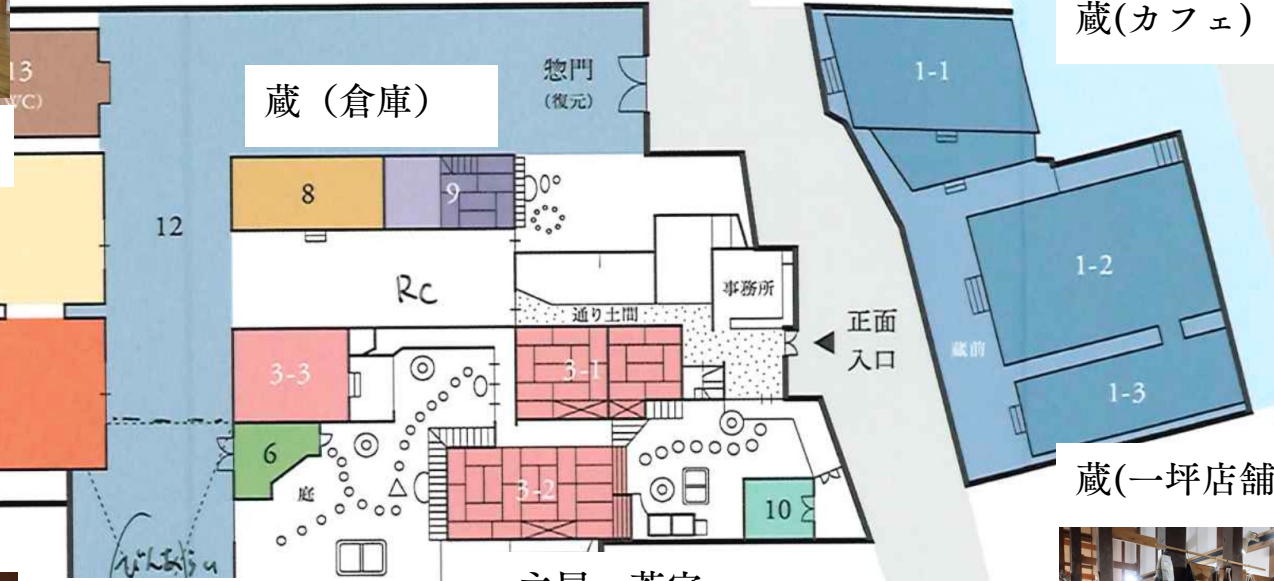 蔵(カフェ)
13
WC)
惣門
(復元)
1-1
蔵（倉庫）
8
9
12
1-2
Rc
事務所
通り土間
正面
入口
蔵前
3-3
3-1
1-3
6
3-2
庭
10
蔵(一坪店舗